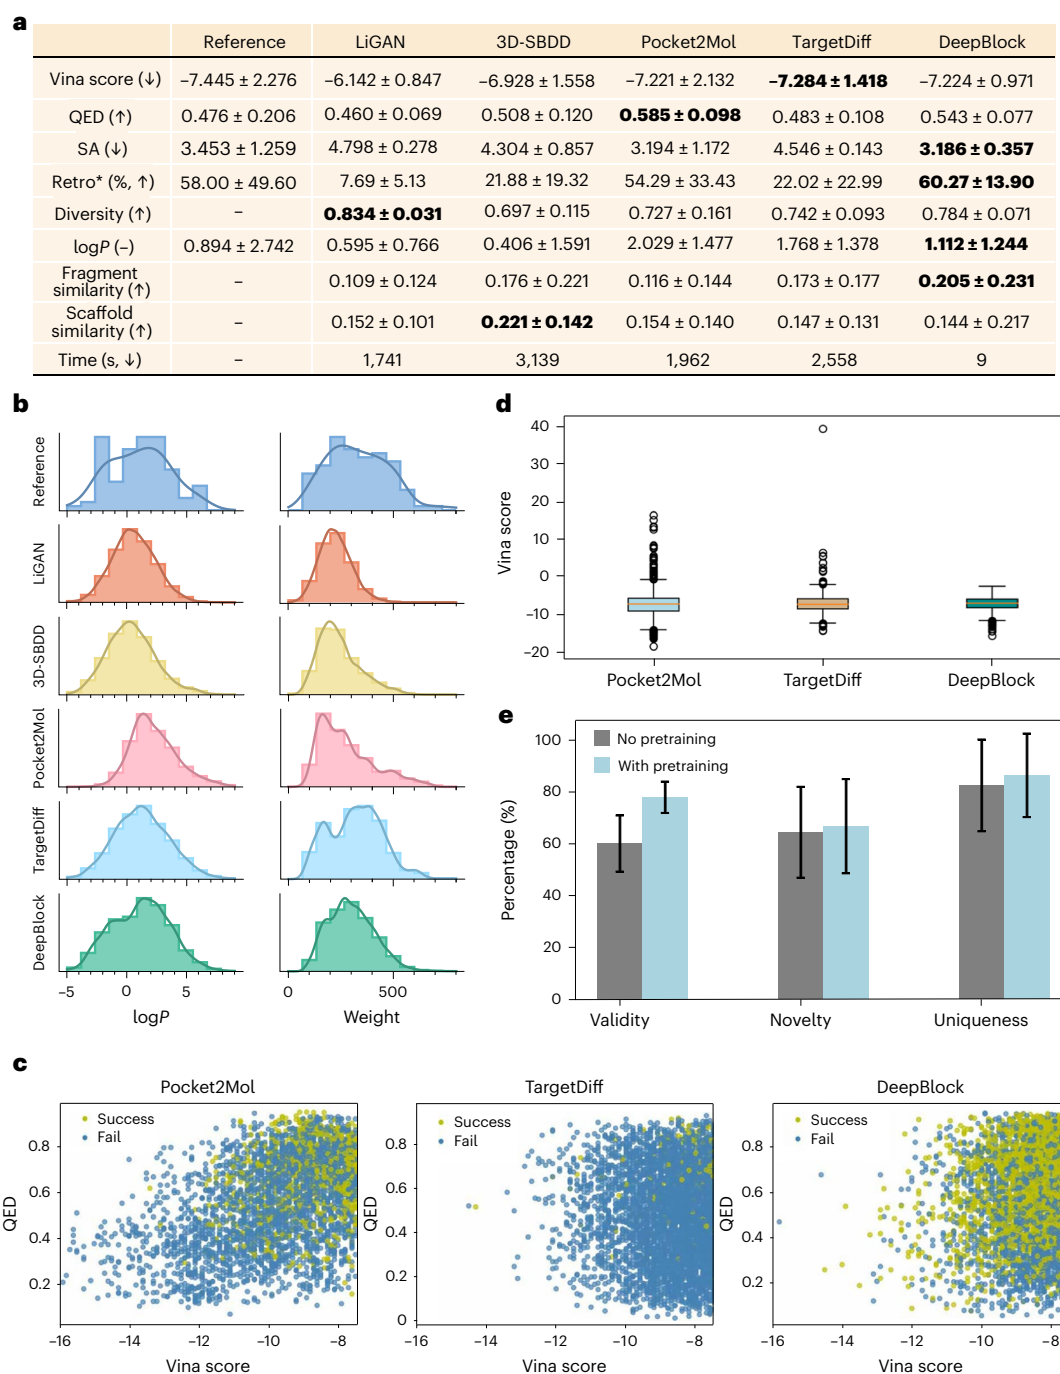 a
Reference LiGAN 3D-SBDD Pocket2Mol TargetDiff DeepBlock
Vina score (↓) −7.445 ± 2.276 −6.142 ± 0.847 −6.928 ± 1.558 −7.221 ± 2.132 −7.284 ± 1.418 −7.224 ± 0.971
QED (↑) 0.476 ± 0.206 0.460 ± 0.069 0.508 ± 0.120 0.585 ± 0.098 0.483 ± 0.108 0.543 ± 0.077
SA (↓) 3.453 ± 1.259 4.798 ± 0.278 4.304 ± 0.857 3.194 ± 1.172 4.546 ± 0.143 3.186 ± 0.357
Retro* (%, ↑) 58.00 ± 49.60 7.69 ± 5.13 21.88 ± 19.32 54.29 ± 33.43 22.02 ± 22.99 60.27 ± 13.90
Diversity (↑) – 0.834 ± 0.031 0.697 ± 0.115 0.727 ± 0.161 0.742 ± 0.093 0.784 ± 0.071
logP (–) 0.894 ± 2.742 0.595 ± 0.766 0.406 ± 1.591 2.029 ± 1.477 1.768 ± 1.378 1.112 ± 1.244
Fragment
similarity (↑) – 0.109 ± 0.124 0.176 ± 0.221 0.116 ± 0.144 0.173 ± 0.177 0.205 ± 0.231
Scaffold
similarity (↑) – 0.152 ± 0.101 0.221 ± 0.142 0.154 ± 0.140 0.147 ± 0.131 0.144 ± 0.217
Time (s, ↓) – 1,741 3,139 1,962 2,558 9
b
Reference
LiGAN
3D-SBDD
Pocket2Mol
TargetDiff
DeepBlock
−5 0 5
logP
0 500
Weight
d
Vina score
40
30
20
10
0
−10
−20
Pocket2Mol TargetDiff DeepBlock
e
Percentage (%)
100
80
60
40
20
0
No pretraining
With pretraining
Validity Novelty Uniqueness
c
Pocket2Mol
Success
Fail
QED
0.8
0.6
0.4
0.2
−16 −14 −12 −10 −8
Vina score
TargetDiff
Success
Fail
QED
0.8
0.6
0.4
0.2
0
−16 −14 −12 −10 −8
Vina score
DeepBlock
Success
Fail
QED
0.8
0.6
0.4
0.2
−16 −14 −12 −10 −8
Vina score